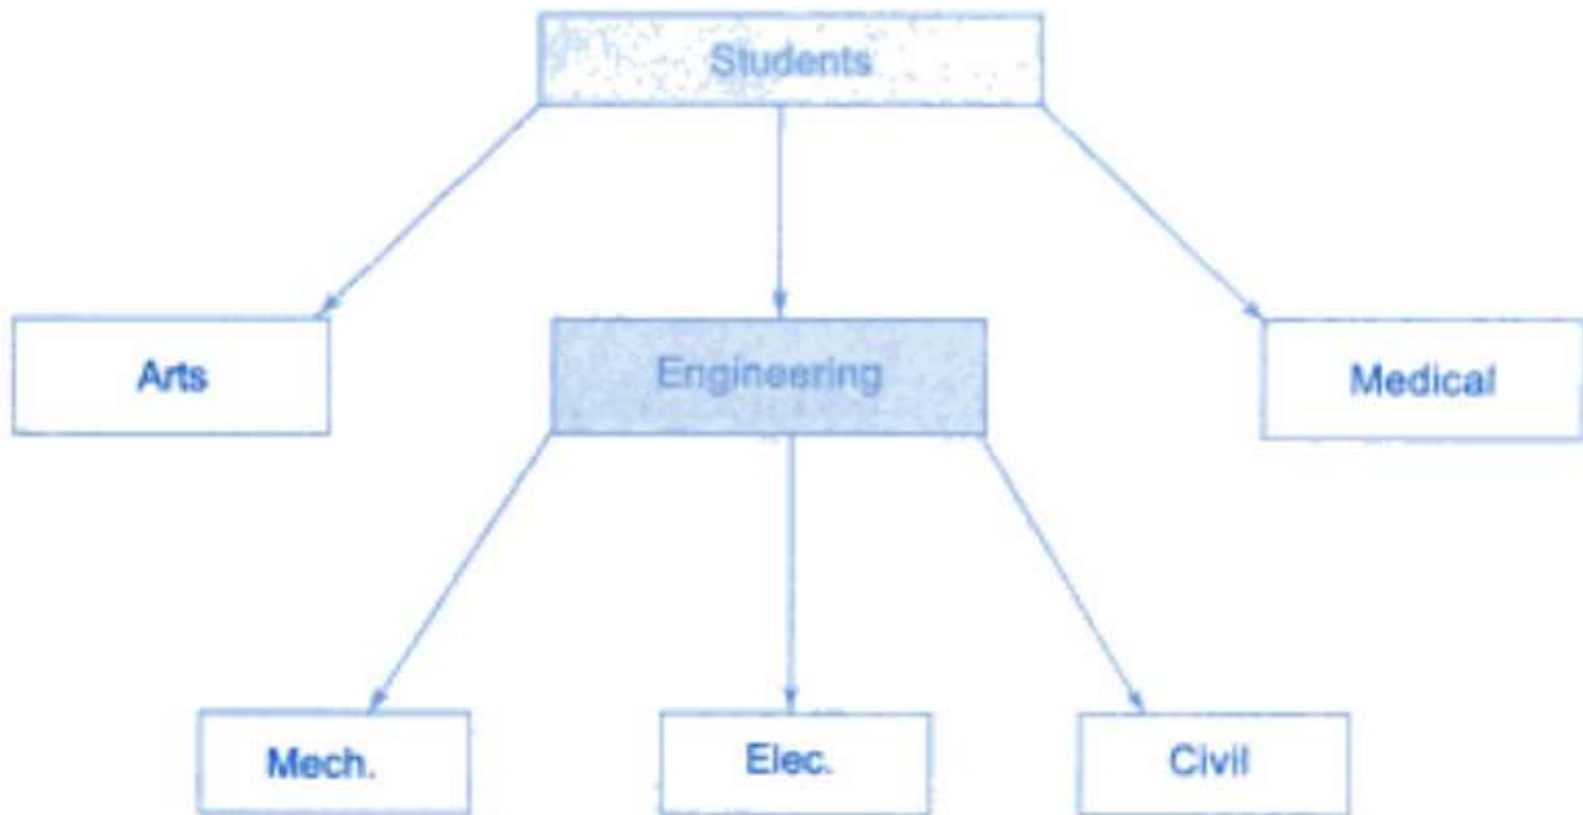 Students
Arts
Engineering
Medical
Mech.
Elec.
Civil